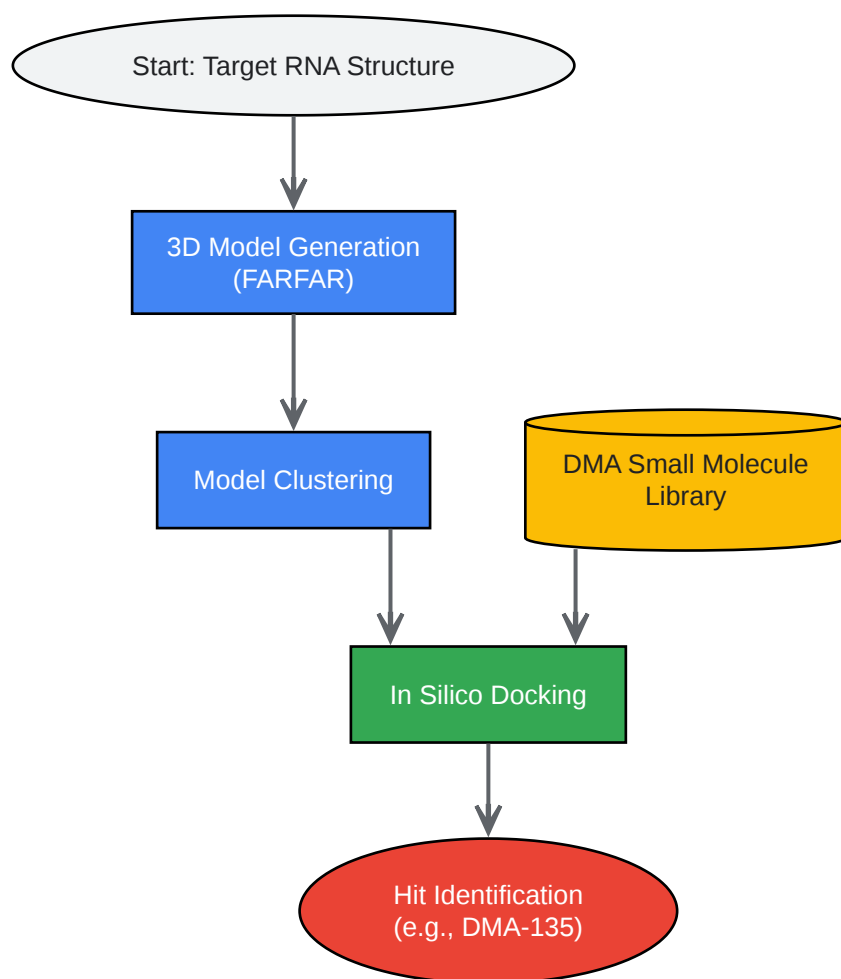 Start: Target RNA Structure
3D Model Generation
(FARFAR)
Model Clustering
DMA Small Molecule
Library
In Silico Docking
Hit Identification
(e.g., DMA-135)